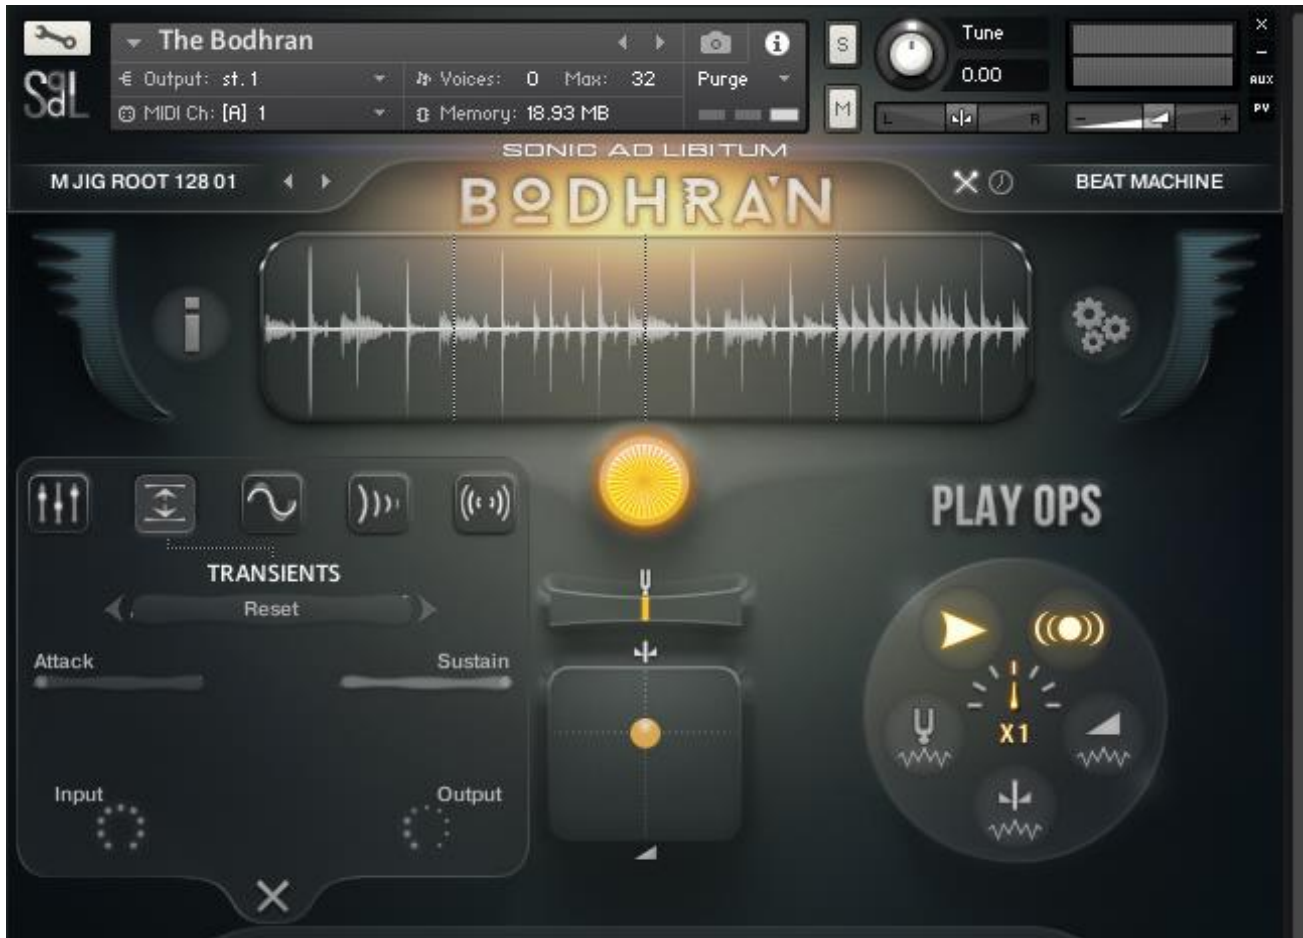 The Bodhran
S
Tune
Output: st.1
Voices: 0 Max: 32
Purge
0.00
AUX
SdL
MIDI Ch: [A] 1
Memory: 18.93 MB
M
L
R
PV
SONIC AD LIBITUM
M JIG ROOT 128 01
BODHRÁN
BEAT MACHINE
PLAY OPS
TRANSIENTS
Reset
Attack
Sustain
X1
Input
Output